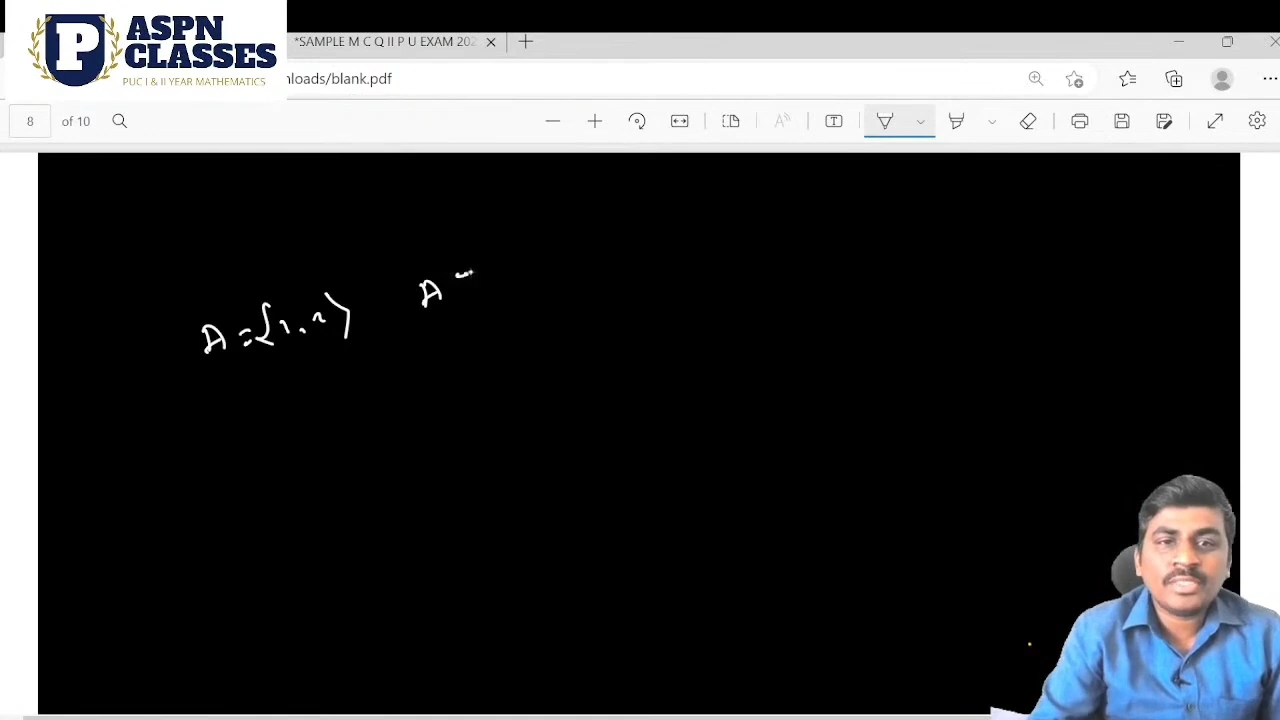 P
ASPN
CLASSES
PUC I & II YEAR MATHEMATICS
*SAMPLE M C Q II P U EXAM 202
nloads/blank.pdf
8 of 10
A = {1, 2}
A